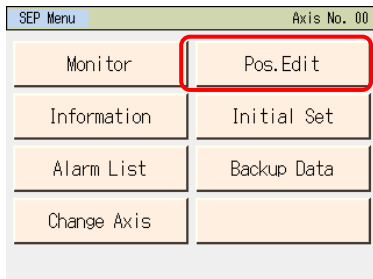 SEP Menu Axis No. 00
Monitor Pos.Edit
Information Initial Set
Alarm List Backup Data
Change Axis